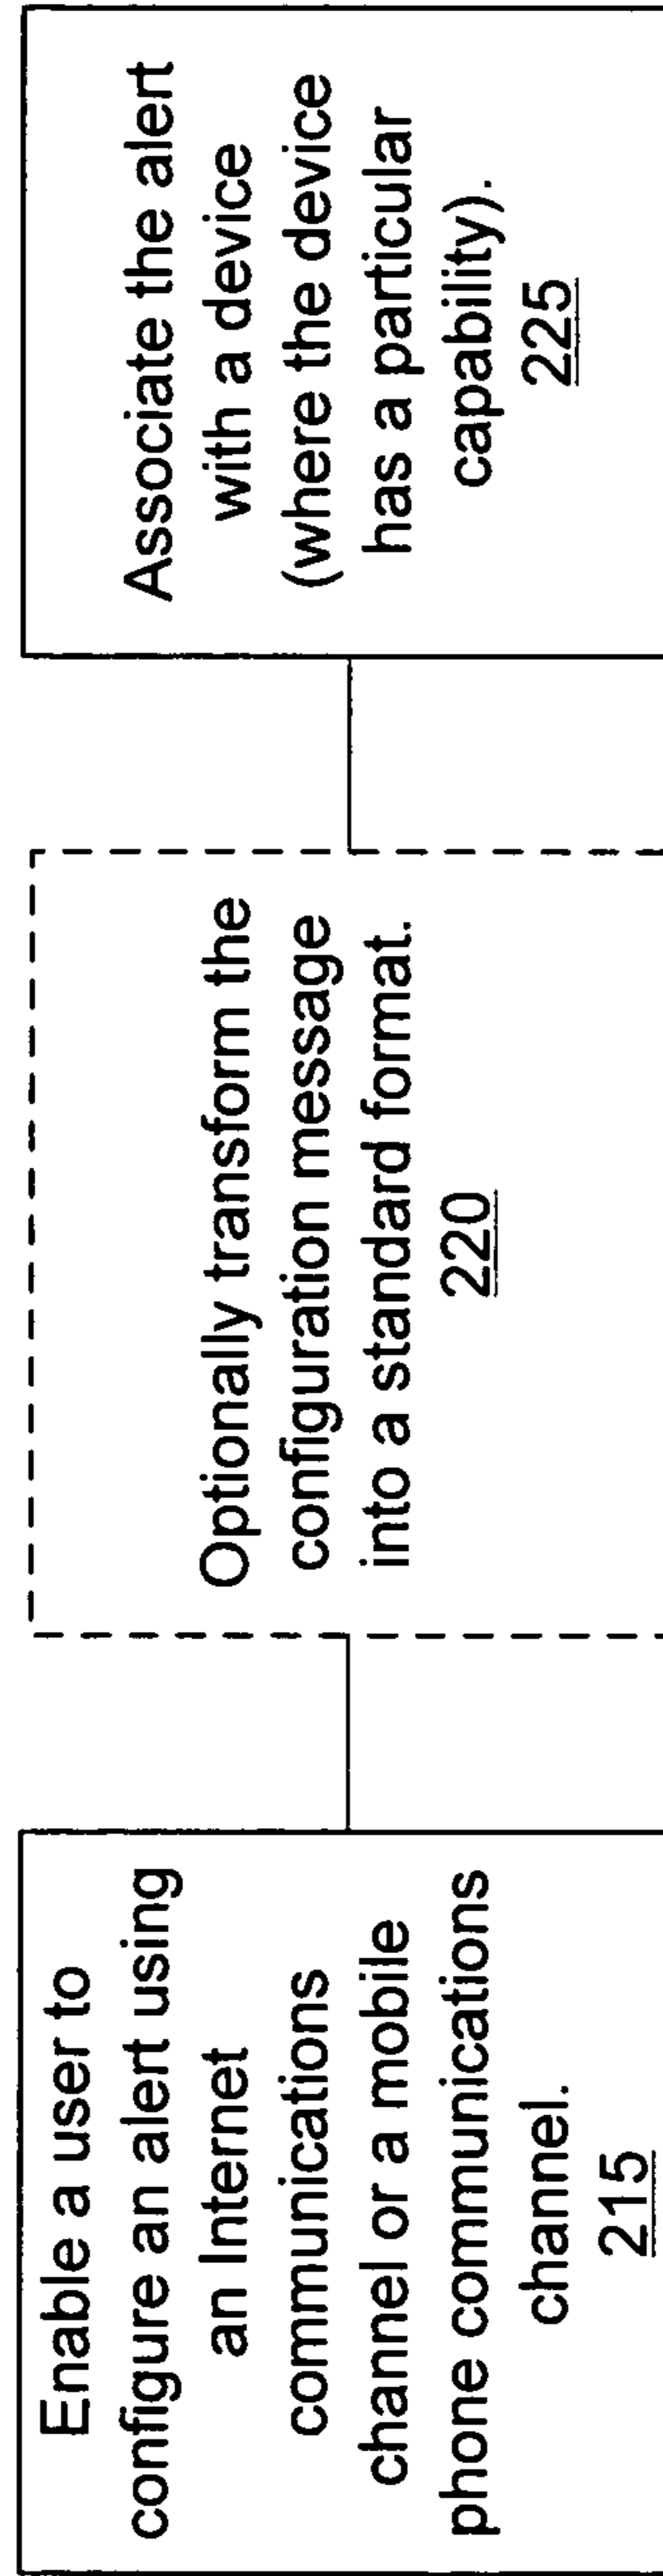 Enable a user to
configure an alert using
an Internet
communications
channel or a mobile
phone communications
channel.
215
Optionally transform the
configuration message
into a standard format.
220
Associate the alert
with a device
(where the device
has a particular
capability).
225